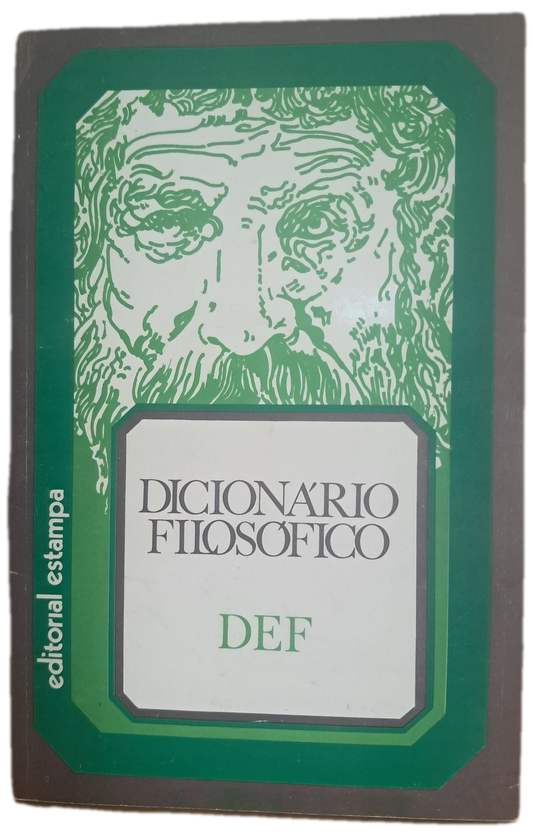 DICIONÁRIO
FILOSÓFICO
DEF
editorial estampa